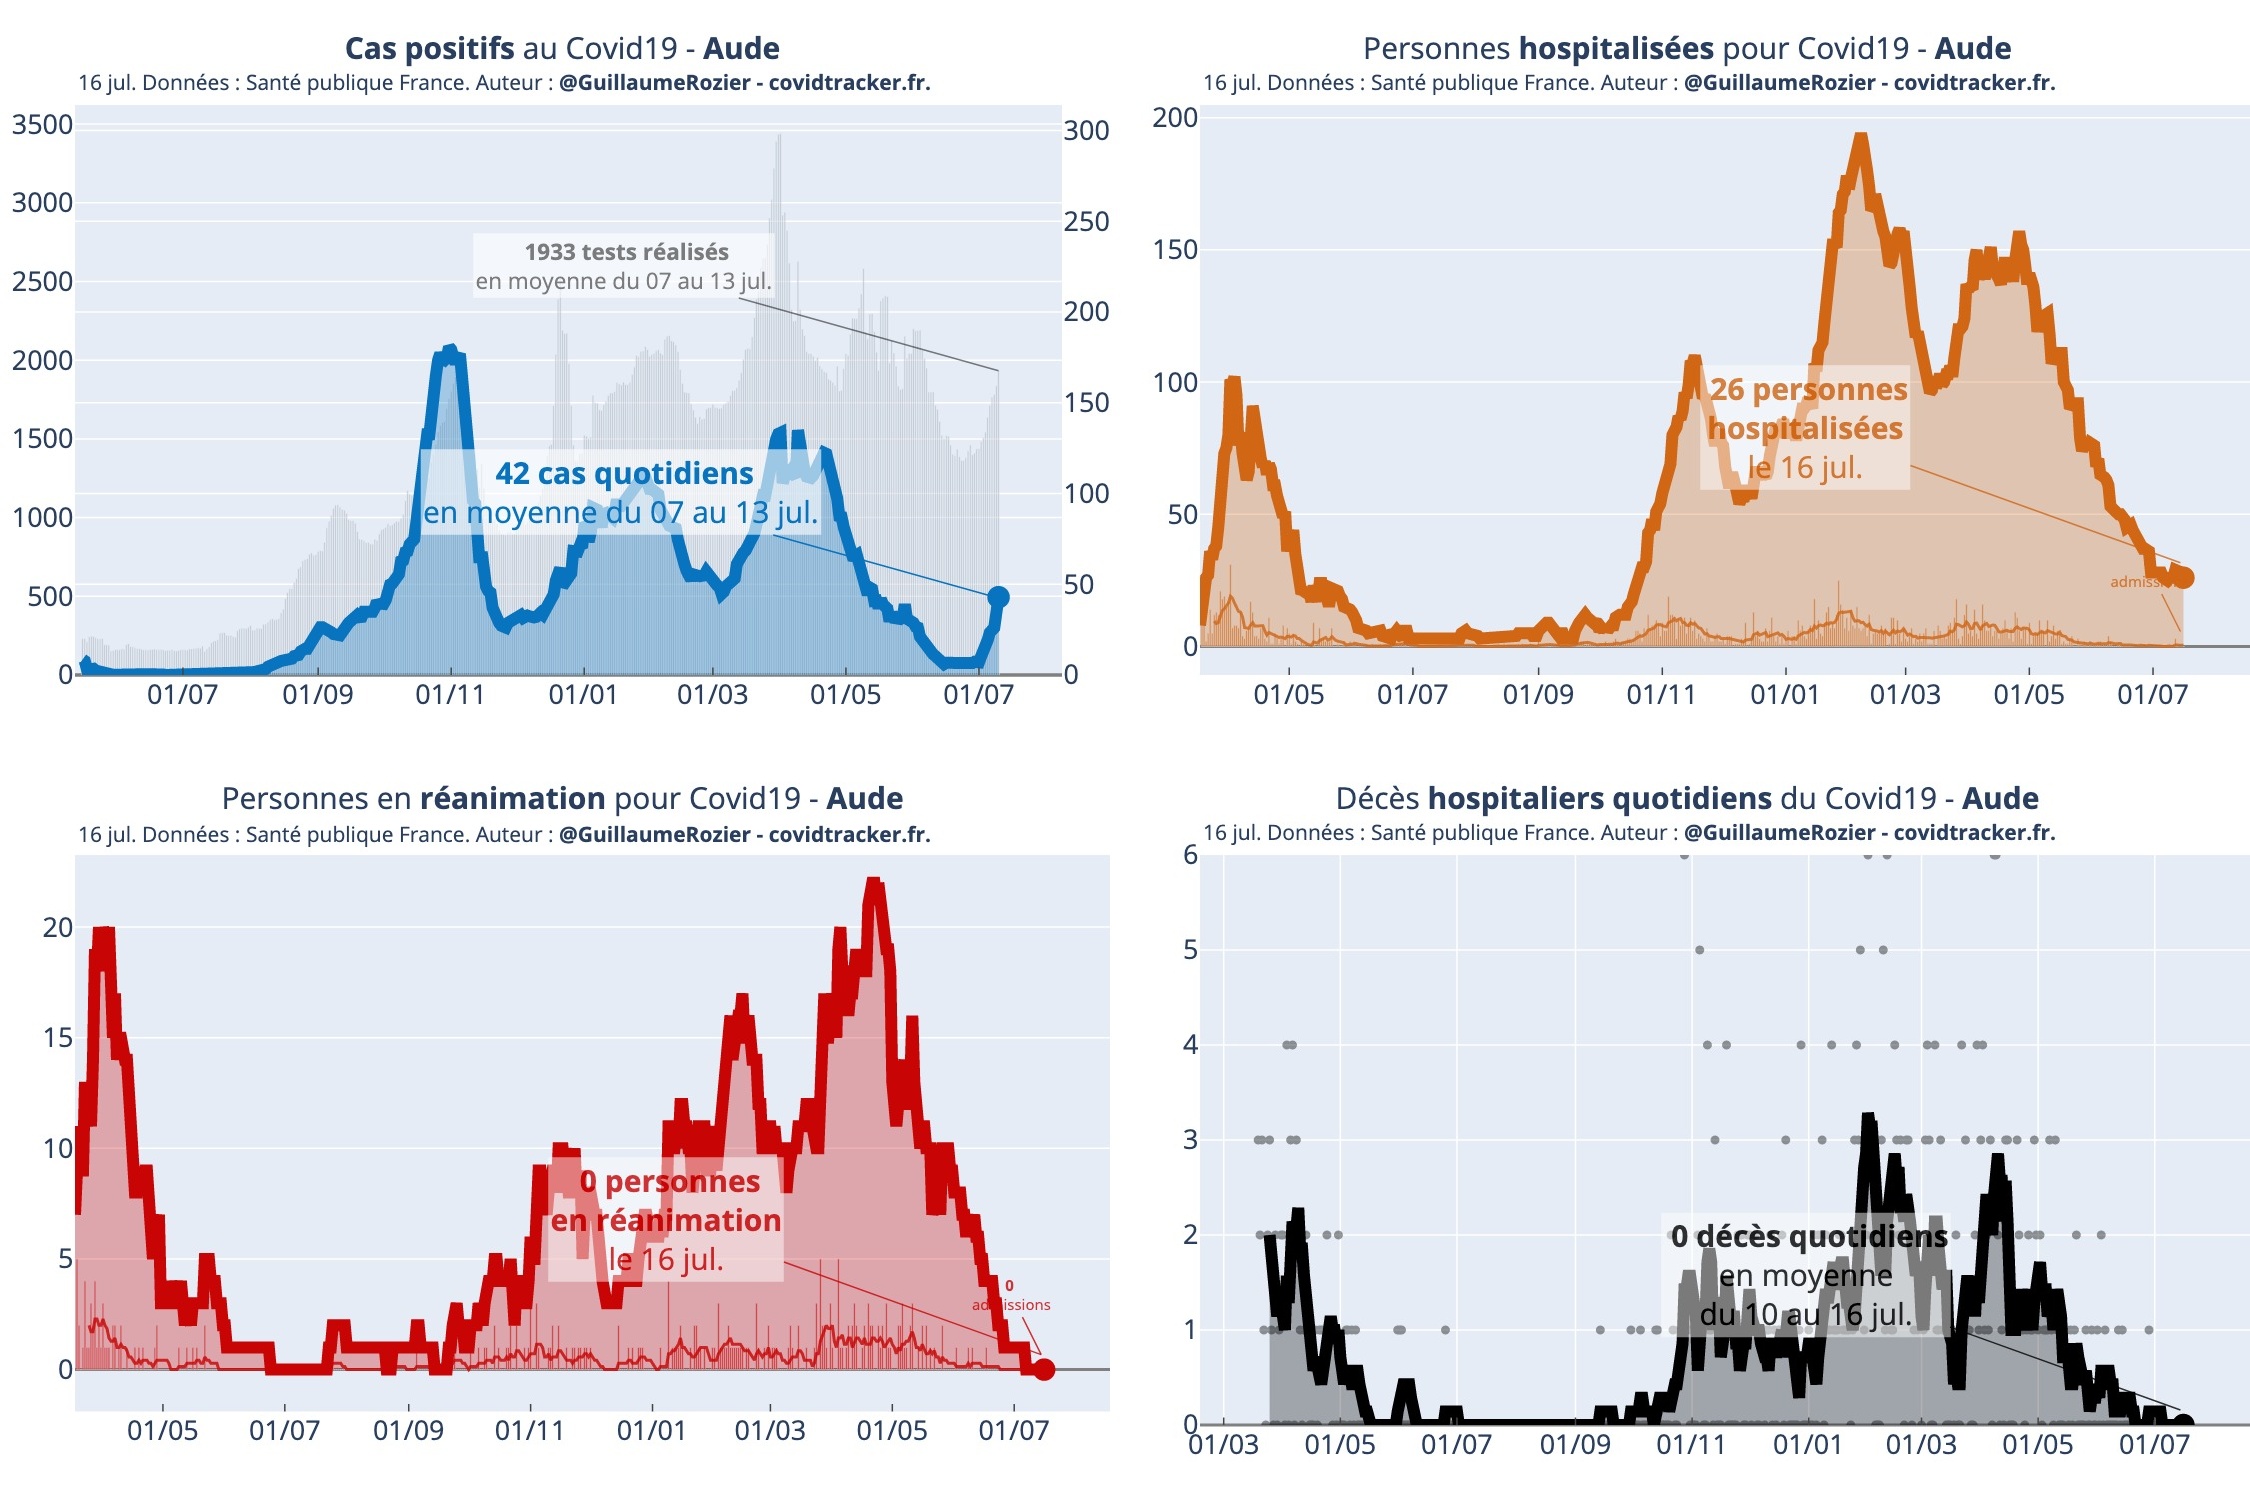 Cas positifs au Covid19 - Aude
16 jul. Données : Santé publique France. Auteur : @GuillaumeRozier - covidtracker.fr.
3500
3000
2500
2000
1500
1000
500
0
300
250
200
150
100
50
0
1933 tests réalisés
en moyenne du 07 au 13 jul.
42 cas quotidiens
en moyenne du 07 au 13 jul.
01/07 01/09 01/11 01/01 01/03 01/05 01/07
Personnes hospitalisées pour Covid19 - Aude
16 jul. Données : Santé publique France. Auteur : @GuillaumeRozier - covidtracker.fr.
200
150
100
50
0
26 personnes
hospitalisées
le 16 jul.
01/05 01/07 01/09 01/11 01/01 01/03 01/05 01/07
Personnes en réanimation pour Covid19 - Aude
16 jul. Données : Santé publique France. Auteur : @GuillaumeRozier - covidtracker.fr.
20
15
10
5
0
0 personnes
en réanimation
le 16 jul.
0
admissions
01/05 01/07 01/09 01/11 01/01 01/03 01/05 01/07
Décès hospitaliers quotidiens du Covid19 - Aude
16 jul. Données : Santé publique France. Auteur : @GuillaumeRozier - covidtracker.fr.
6
5
4
3
2
1
0
0 décès quotidiens
en moyenne
du 10 au 16 jul.
01/03 01/05 01/07 01/09 01/11 01/01 01/03 01/05 01/07